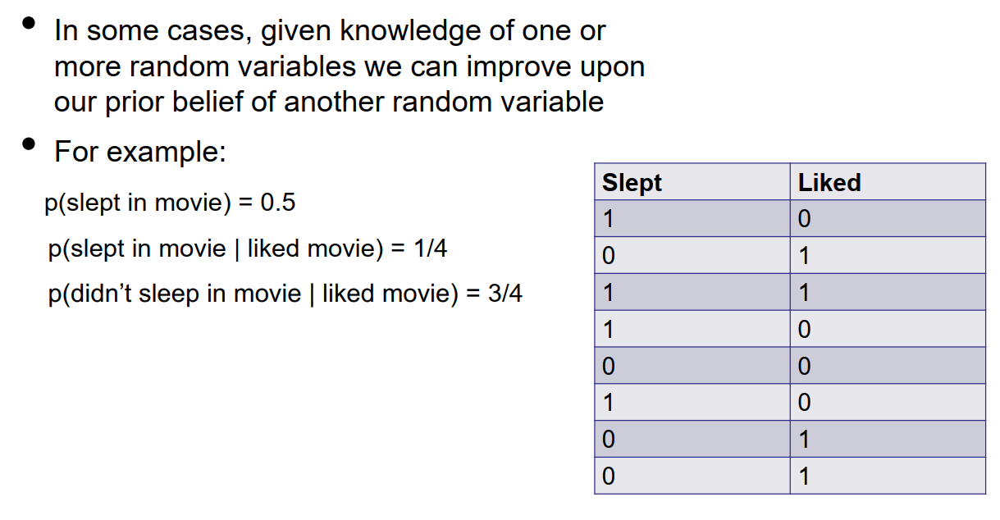 • In some cases, given knowledge of one or
more random variables we can improve upon
our prior belief of another random variable
• For example:
p(slept in movie) = 0.5
p(slept in movie | liked movie) = 1/4
p(didn’t sleep in movie | liked movie) = 3/4
Slept Liked
1 0
0 1
1 1
1 0
0 0
1 0
0 1
0 1